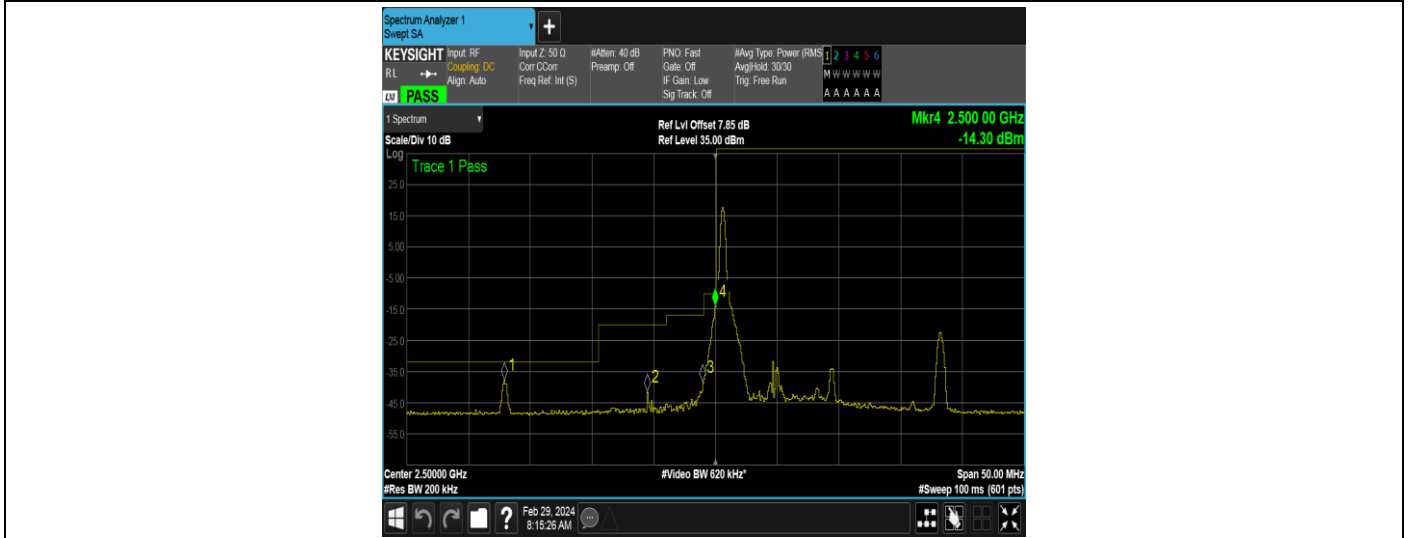 Spectrum Analyzer 1
Swept SA
+
KEYSIGHT
RL
LXI
PASS
Input: RF
Coupling: DC
Align: Auto
Input Z: 50 Ω
Corr CCorr
Freq Ref: Int (S)
#Atten: 40 dB
Preamp: Off
PNO: Fast
Gate: Off
IF Gain: Low
Sig Track: Off
#Avg Type: Power (RMS
Avg|Hold: 30/30
Trig: Free Run
1 2 3 4 5 6
M W W W W W
A A A A A A
1 Spectrum
Scale/Div 10 dB
Ref Lvl Offset 7.85 dB
Ref Level 35.00 dBm
Mkr4 2.500 00 GHz
-14.30 dBm
Log
Trace 1 Pass
25.0
15.0
5.00
-5.00
-15.0
-25.0
-35.0
-45.0
-55.0
1
2
3
4
Center 2.50000 GHz
#Res BW 200 kHz
#Video BW 620 kHz*
Span 50.00 MHz
#Sweep 100 ms (601 pts)
?
Feb 29, 2024
8:15:26 AM